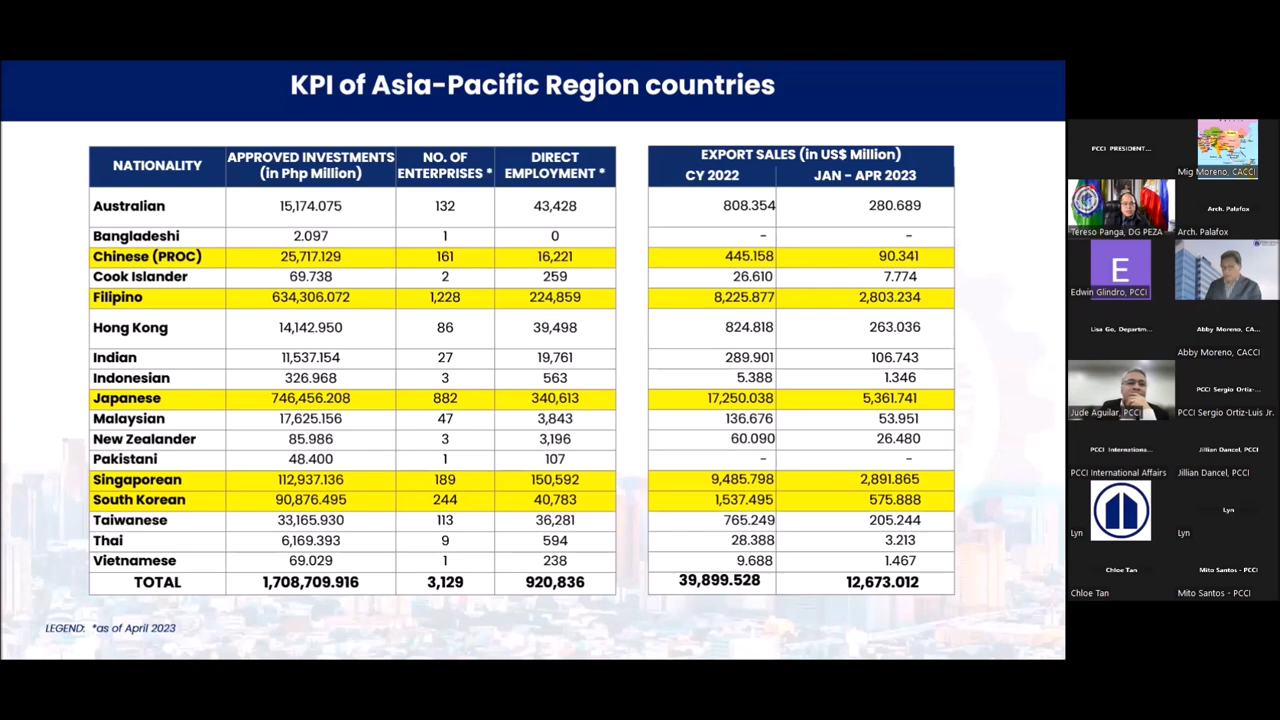 KPI of Asia-Pacific Region countries
NATIONALITY APPROVED INVESTMENTS (in Php Million) NO. OF ENTERPRISES * DIRECT EMPLOYMENT *
EXPORT SALES (in US$ Million)
CY 2022 JAN - APR 2023
Australian 15,174.075 132 43,428 808.354 280.689
Bangladeshi 2.097 1 0 - -
Chinese (PROC) 25,717.129 161 16,221 445.158 90.341
Cook Islander 69.738 2 259 26.610 7.774
Filipino 634,306.072 1,228 224,859 8,225.877 2,803.234
Hong Kong 14,142.950 86 39,498 824.818 263.036
Indian 11,537.154 27 19,761 289.901 106.743
Indonesian 326.968 3 563 5.388 1.346
Japanese 746,456.208 882 340,613 17,250.038 5,361.741
Malaysian 17,625.156 47 3,843 136.676 53.951
New Zealander 85.986 3 3,196 60.090 26.480
Pakistani 48.400 1 107 - -
Singaporean 112,937.136 189 150,592 9,485.798 2,891.865
South Korean 90,876.495 244 40,783 1,537.495 575.888
Taiwanese 33,165.930 113 36,281 765.249 205.244
Thai 6,169.393 9 594 28.388 3.213
Vietnamese 69.029 1 238 9.688 1.467
TOTAL 1,708,709.916 3,129 920,836 39,899.528 12,673.012
LEGEND: *as of April 2023
PCCI PRESIDENT...
Mig Moreno, CACCI
Tereso Panga, DG PEZA
Arch. Palafox
Arch. Palafox
E
Edwin Glindro, PCCI
Lisa Go, Departm...
Abby Moreno, CA...
Abby Moreno, CACCI
Jude Aguilar, PCCI
PCCI Sergio Ortiz-...
PCCI Sergio Ortiz-Luis Jr.
PCCI Internationa...
PCCI International Affairs
Jillian Dancel, PCCI
Jillian Dancel, PCCI
Lyn
Lyn
Lyn
Chloe Tan
Chloe Tan
Mito Santos - PCCI
Mito Santos - PCCI